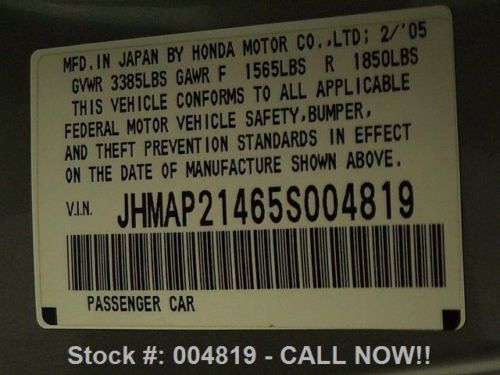 MFD. IN JAPAN BY HONDA MOTOR CO.,LTD; 2/'05
GVWR 3385LBS GAWR F 1565LBS R 1850LBS
THIS VEHICLE CONFORMS TO ALL APPLICABLE
FEDERAL MOTOR VEHICLE SAFETY,BUMPER,
AND THEFT PREVENTION STANDARDS IN EFFECT
ON THE DATE OF MANUFACTURE SHOWN ABOVE.
V.I.N. JHMAP21465S004819
PASSENGER CAR
Stock #: 004819 - CALL NOW!!